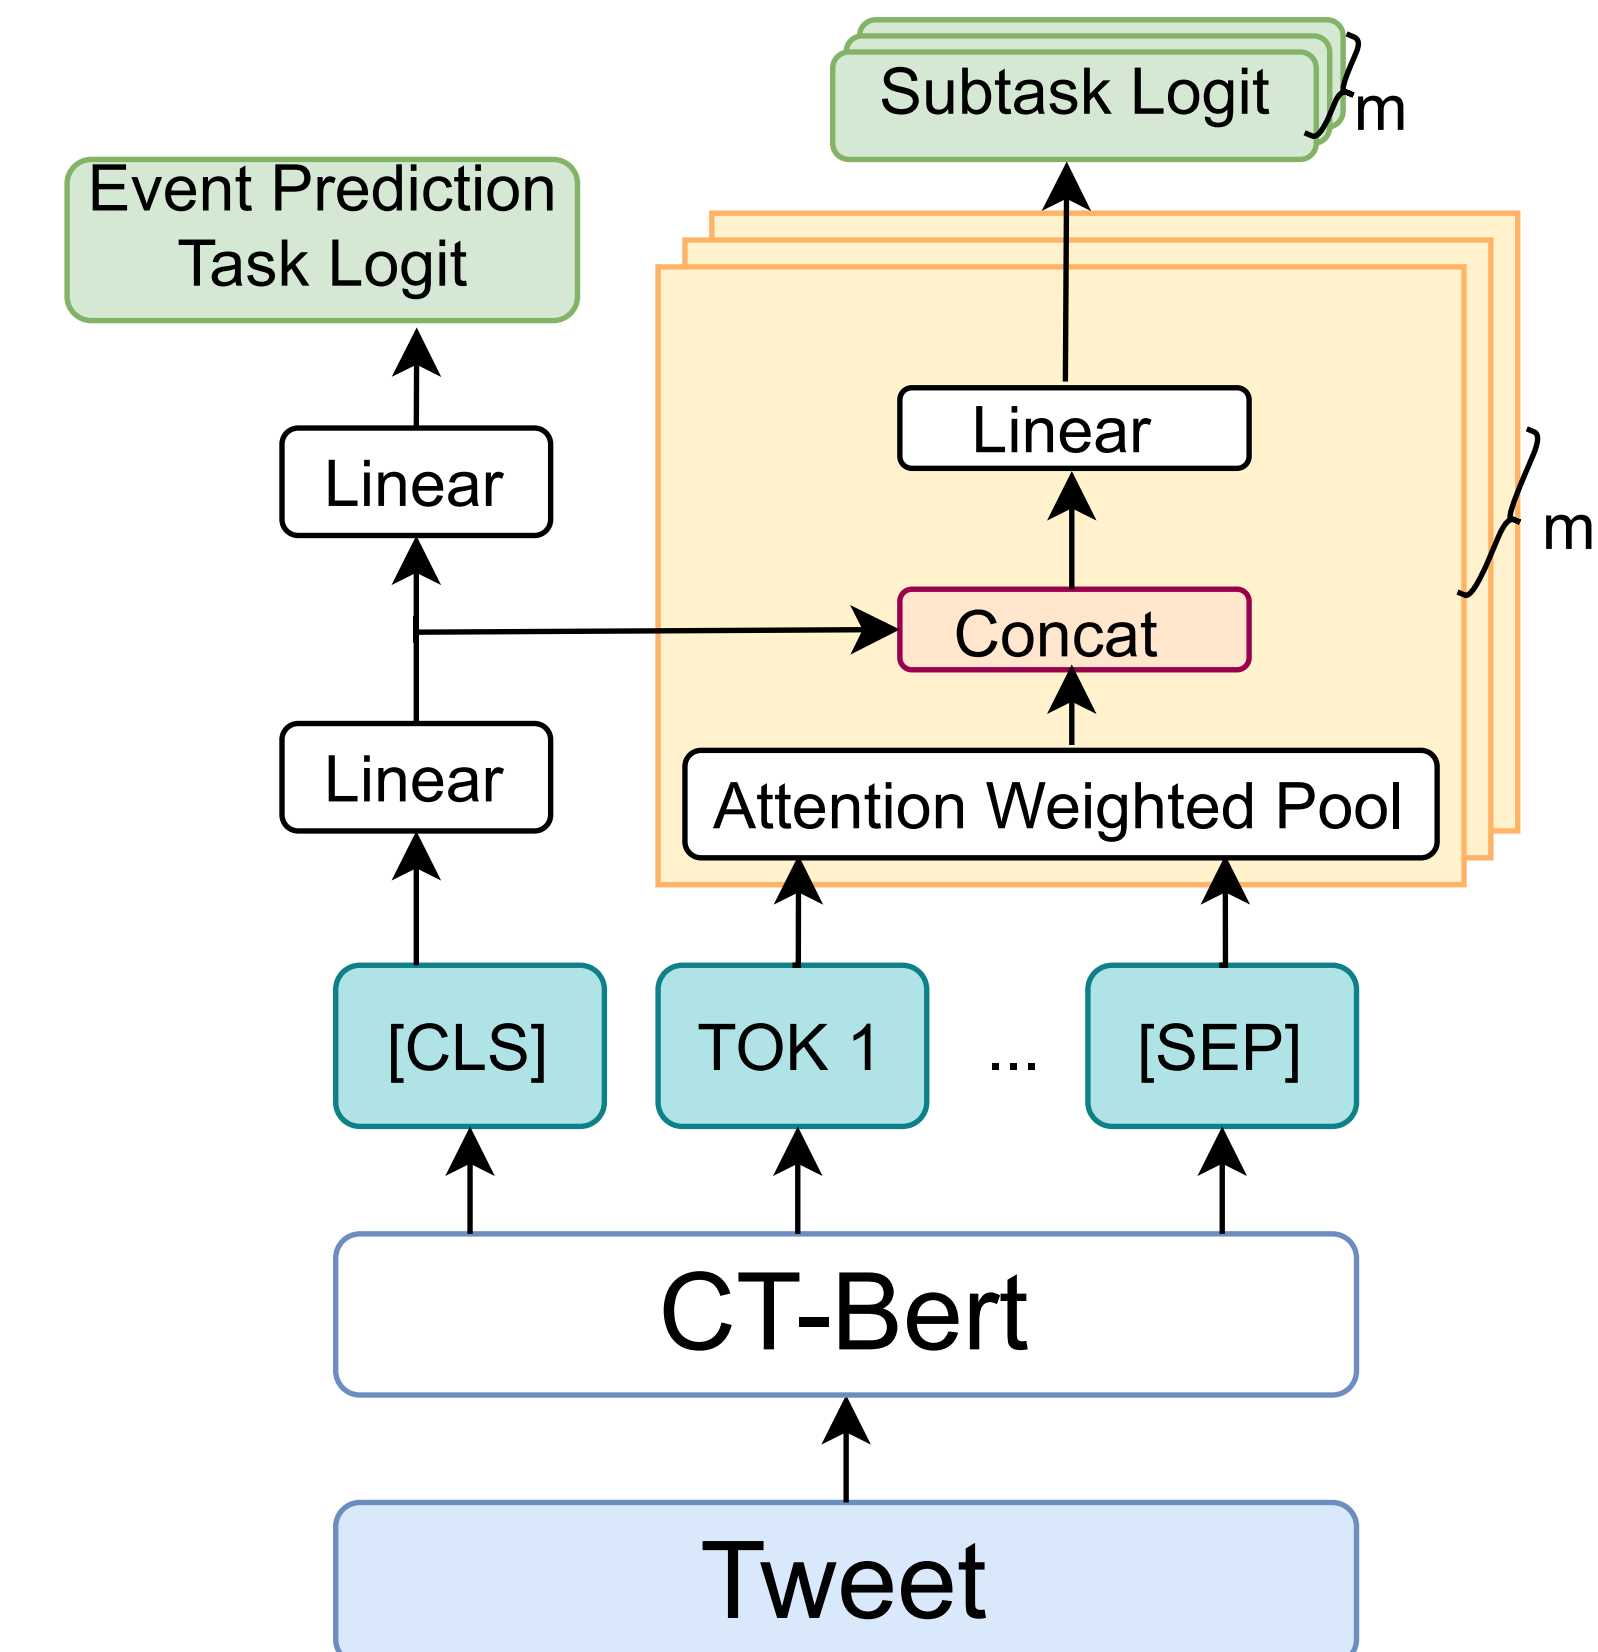 Subtask Logit
m
Event Prediction
Task Logit
Linear
Linear
m
Concat
Linear
Attention Weighted Pool
[CLS]
TOK 1
...
[SEP]
CT-Bert
Tweet